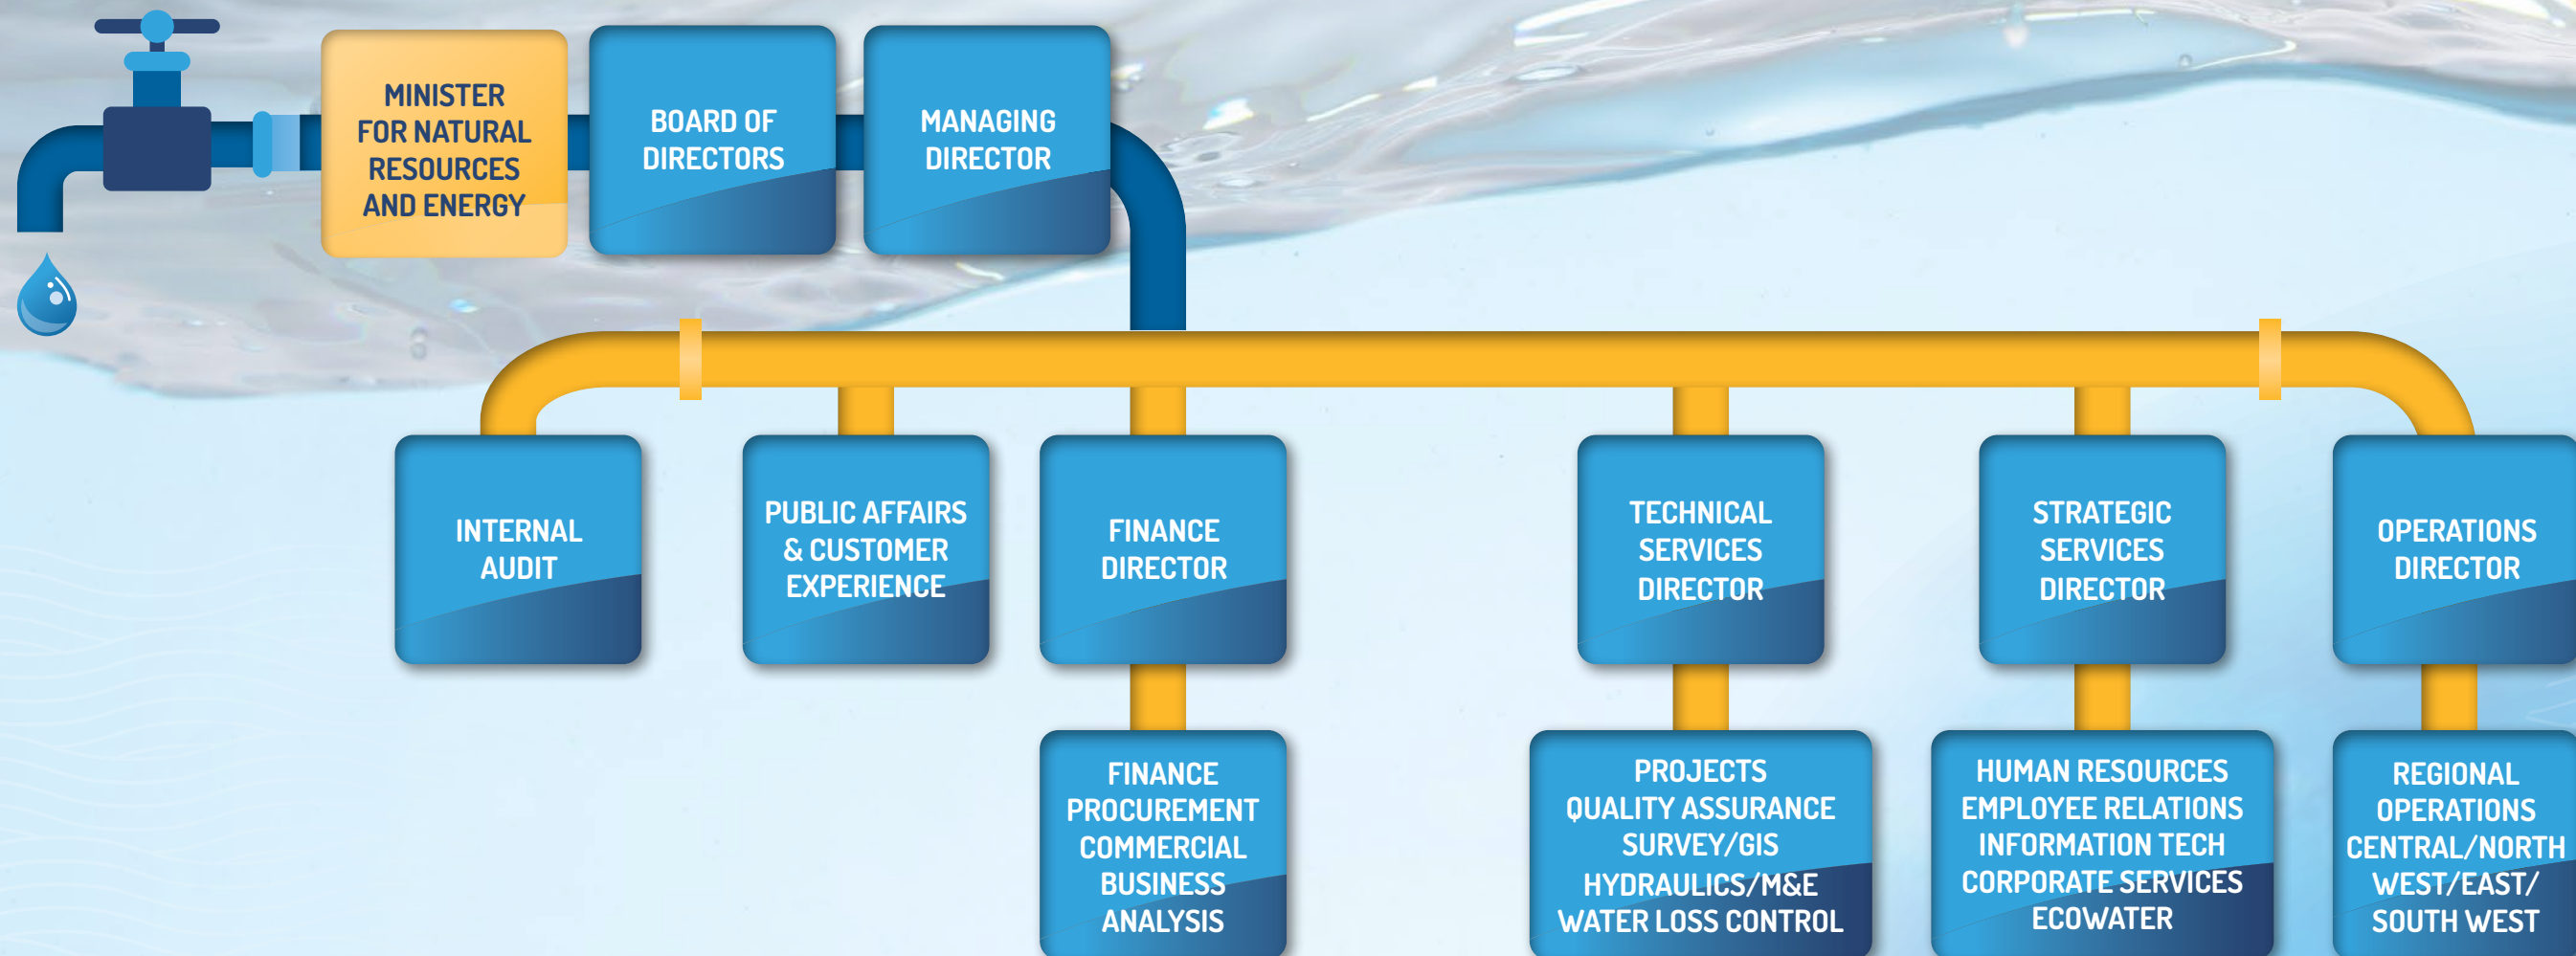 MINISTER
FOR NATURAL
RESOURCES
AND ENERGY
BOARD OF
DIRECTORS
MANAGING
DIRECTOR
INTERNAL
AUDIT
PUBLIC AFFAIRS
& CUSTOMER
EXPERIENCE
FINANCE
DIRECTOR
TECHNICAL
SERVICES
DIRECTOR
STRATEGIC
SERVICES
DIRECTOR
OPERATIONS
DIRECTOR
FINANCE
PROCUREMENT
COMMERCIAL
BUSINESS
ANALYSIS
PROJECTS
QUALITY ASSURANCE
SURVEY/GIS
HYDRAULICS/M&E
WATER LOSS CONTROL
HUMAN RESOURCES
EMPLOYEE RELATIONS
INFORMATION TECH
CORPORATE SERVICES
ECOWATER
REGIONAL
OPERATIONS
CENTRAL/NORTH
WEST/EAST/
SOUTH WEST